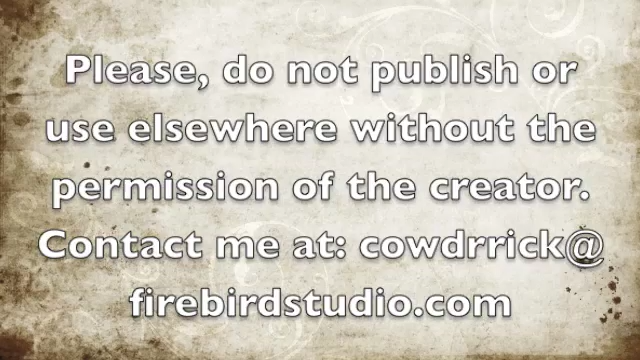 Please, do not publish or
use elsewhere without the
permission of the creator.
Contact me at: cowdrrick@
firebirdstudio.com